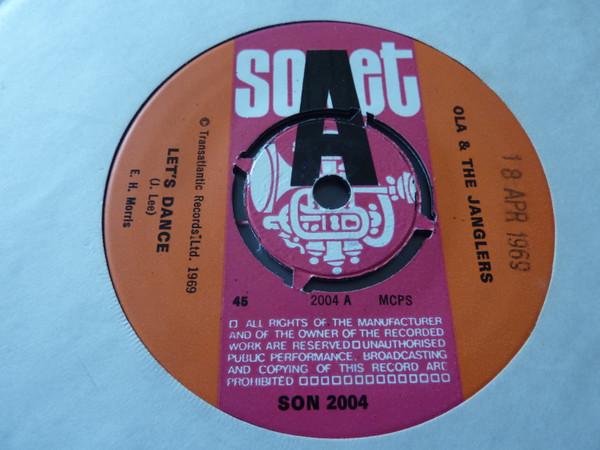 sonet
A
OLA & THE JANGLERS
18 APR 1969
© Transatlantic Records Ltd. 1969
LET'S DANCE
(J. Lee)
E. H. Morris
45
2004 A
MCPS
□ ALL RIGHTS OF THE MANUFACTURER
AND OF THE OWNER OF THE RECORDED
WORK ARE RESERVED □ UNAUTHORISED
PUBLIC PERFORMANCE, BROADCASTING
AND COPYING OF THIS RECORD ARE
PROHIBITED □□□□□□□□□□□□□
SON 2004